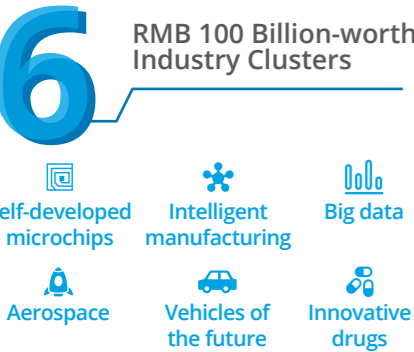 6
RMB 100 Billion-worth
Industry Clusters
elf-developed
microchips
Intelligent
manufacturing
Big data
Aerospace
Vehicles of
the future
Innovative
drugs